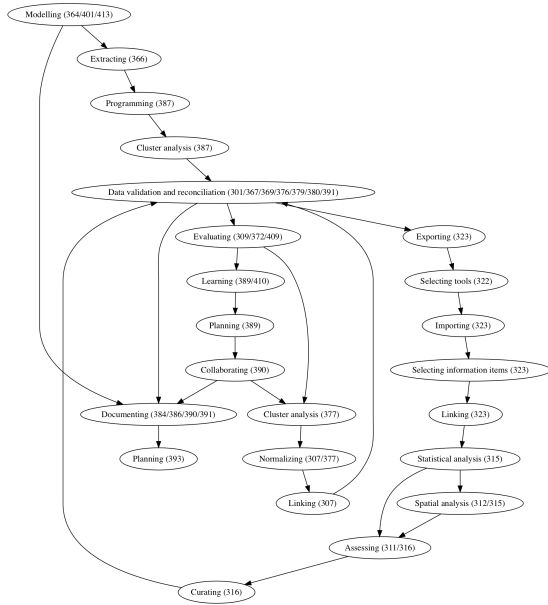 Modelling (364/401/413)
Extracting (366)
Programming (387)
Cluster analysis (387)
Data validation and reconciliation (301/367/369/376/379/380/391)
Evaluating (309/372/409)
Exporting (323)
Learning (389/410)
Selecting tools (322)
Planning (389)
Importing (323)
Collaborating (390)
Selecting information items (323)
Documenting (384/386/390/391)
Cluster analysis (377)
Linking (323)
Planning (393)
Normalizing (307/377)
Statistical analysis (315)
Linking (307)
Spatial analysis (312/315)
Assessing (311/316)
Curating (316)